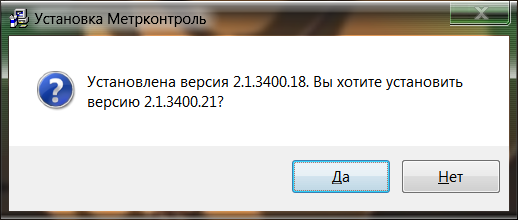 Установка Метрконтроль
Установлена версия 2.1.3400.18. Вы хотите установить
версию 2.1.3400.21?
Да
Нет